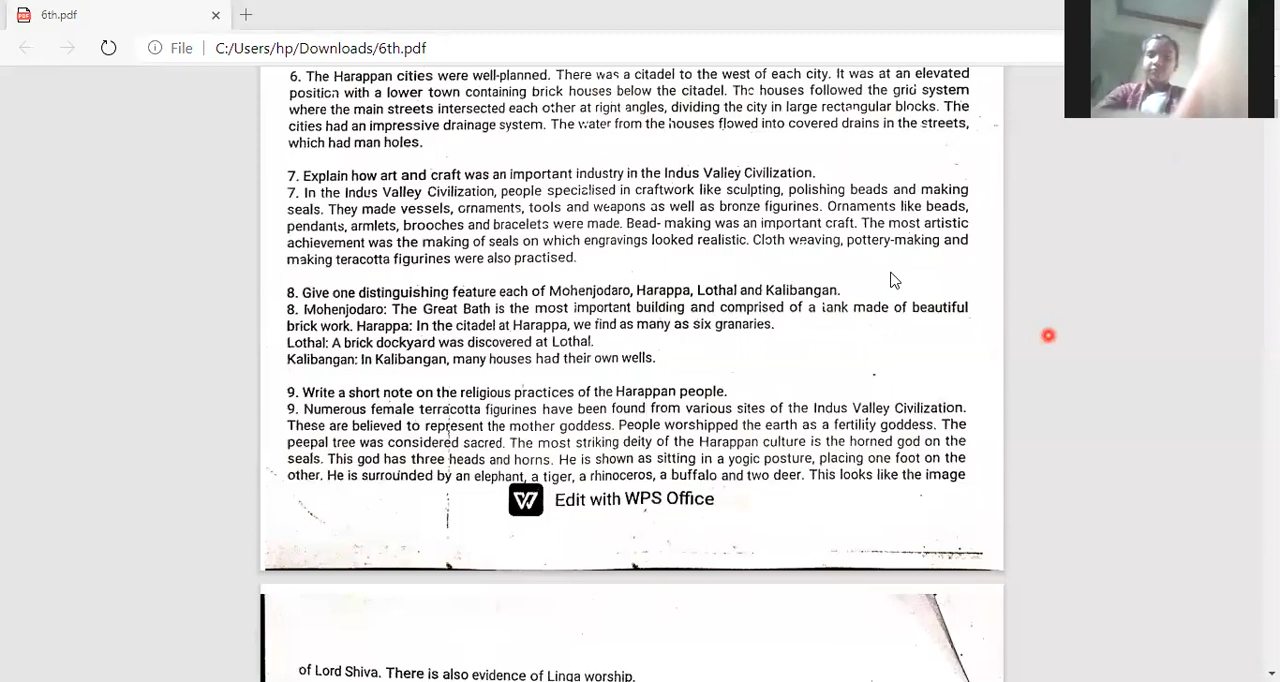 6th.pdf
File
C:/Users/hp/Downloads/6th.pdf
6. The Harappan cities were well-planned. There was a citadel to the west of each city. It was at an elevated
position with a lower town containing brick houses below the citadel. The houses followed the grid system
where the main streets intersected each other at right angles, dividing the city in large rectangular blocks. The
cities had an impressive drainage system. The water from the houses flowed into covered drains in the streets,
which had man holes.
7. Explain how art and craft was an important industry in the Indus Valley Civilization.
7. In the Indus Valley Civilization, people specialised in craftwork like sculpting, polishing beads and making
seals. They made vessels, ornaments, tools and weapons as well as bronze figurines. Ornaments like beads,
pendants, armlets, brooches and bracelets were made. Bead- making was an important craft. The most artistic
achievement was the making of seals on which engravings looked realistic. Cloth weaving, pottery-making and
making teracotta figurines were also practised.
8. Give one distinguishing feature each of Mohenjodaro, Harappa, Lothal and Kalibangan.
8. Mohenjodaro: The Great Bath is the most important building and comprised of a tank made of beautiful
brick work. Harappa: In the citadel at Harappa, we find as many as six granaries.
Lothal: A brick dockyard was discovered at Lothal.
Kalibangan: In Kalibangan, many houses had their own wells.
9. Write a short note on the religious practices of the Harappan people.
9. Numerous female terracotta figurines have been found from various sites of the Indus Valley Civilization.
These are believed to represent the mother goddess. People worshipped the earth as a fertility goddess. The
peepal tree was considered sacred. The most striking deity of the Harappan culture is the horned god on the
seals. This god has three heads and horns. He is shown as sitting in a yogic posture, placing one foot on the
other. He is surrounded by an elephant, a tiger, a rhinoceros, a buffalo and two deer. This looks like the image
Edit with WPS Office
of Lord Shiva. There is also evidence of Linga worship.